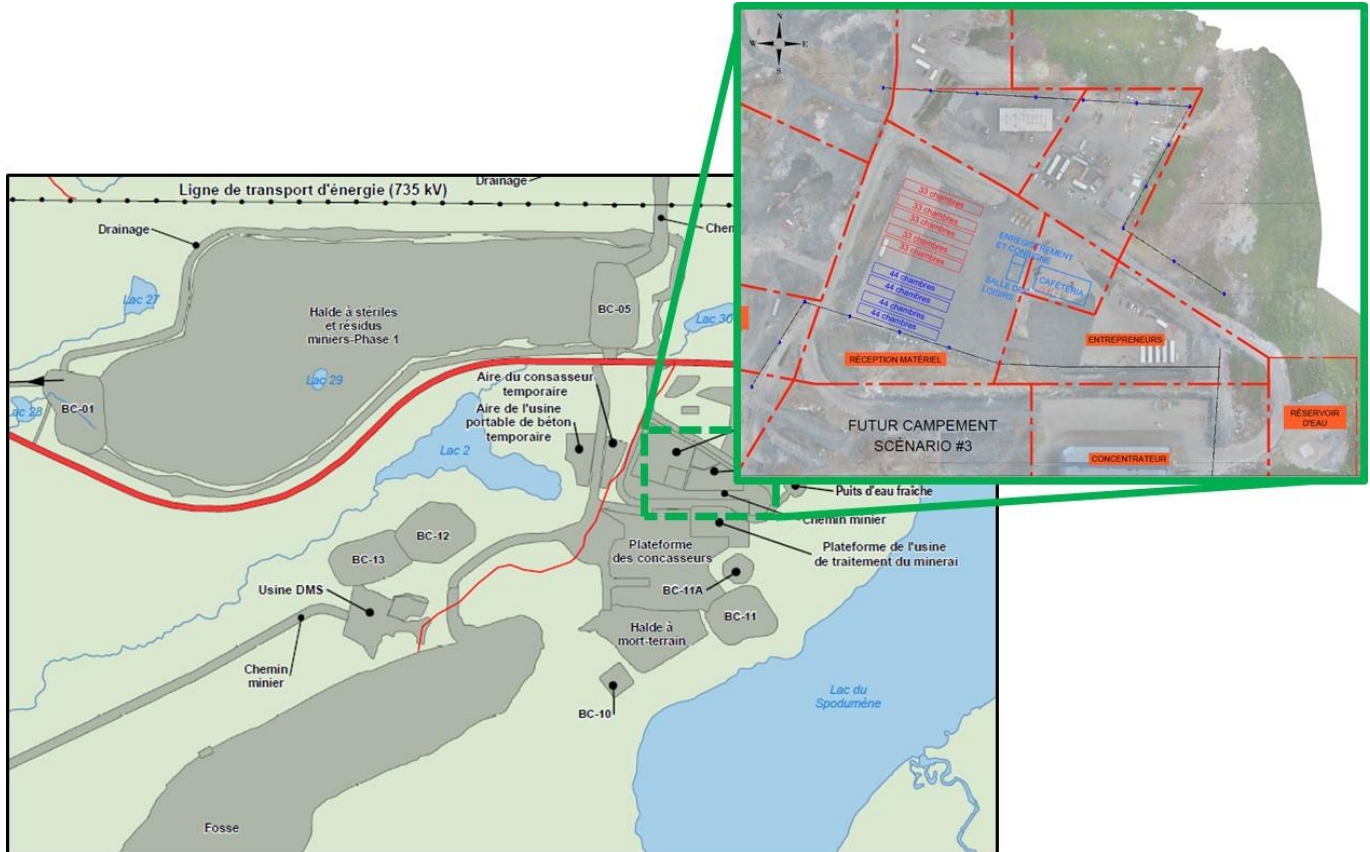 N
W E
S
33 chambres
33 chambres
33 chambres
33 chambres
33 chambres
44 chambres
44 chambres
44 chambres
44 chambres
ENREGISTREMENT
ET CONSIGNE
SALLE DE
LOISIRS
CAFÉTÉRIA
ENTREPRENEURS
RÉCEPTION MATÉRIEL
RÉSERVOIR
D'EAU
FUTUR CAMPEMENT
SCÉNARIO #3
CONCENTRATEUR
Ligne de transport d'énergie (735 kV)
Drainage
Drainage
Chem
Lac 27
Halde à stériles
et résidus
miniers-Phase 1
BC-05
Lac 30
Lac 29
Lac 28
BC-01
Aire du consasseur
temporaire
Aire de l'usine
portable de béton
temporaire
Lac 2
Puits d'eau fraîche
Chemin minier
BC-12
BC-13
Plateforme
des concasseurs
Plateforme de l'usine
de traitement du minerai
BC-11A
Usine DMS
BC-11
Halde à
mort-terrain
Chemin
minier
BC-10
Lac du
Spodumène
Fosse